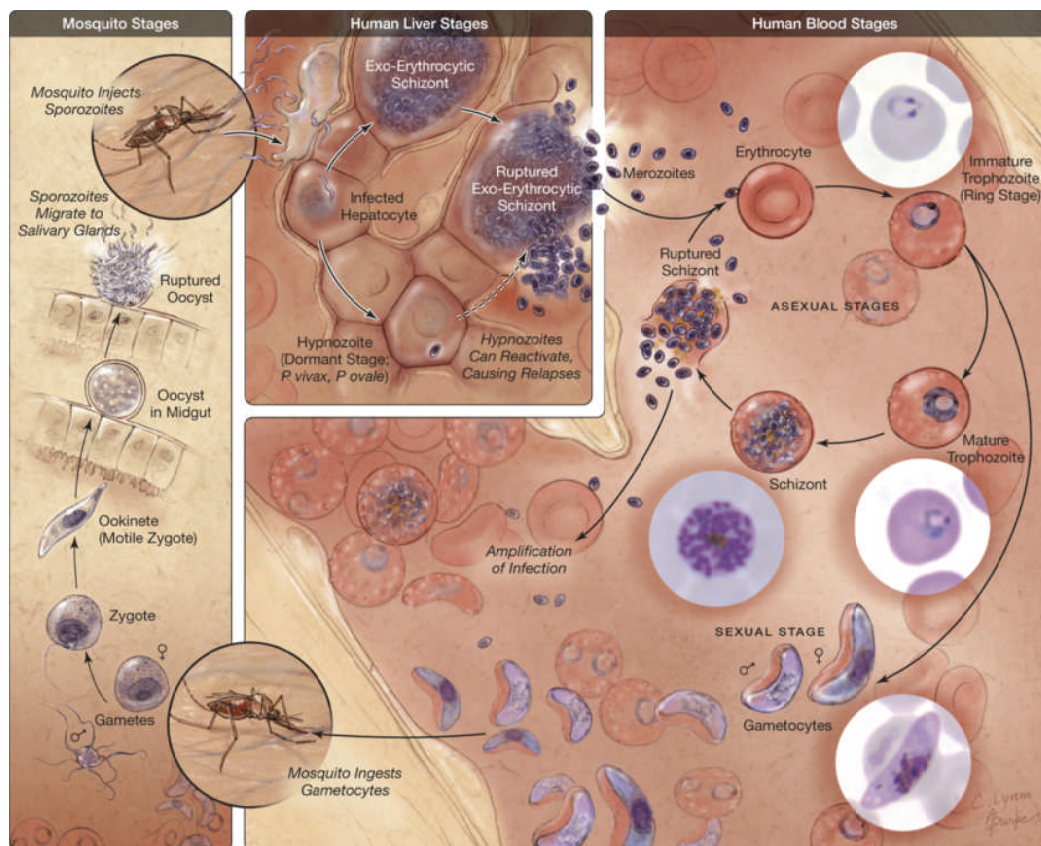 Mosquito Stages
Mosquito Injects
Sporozoites
Sporozoites
Migrate to
Salivary Glands
Ruptured
Oocyst
Oocyst
in Midgut
Ookinete
(Motile Zygote)
Zygote
♀
Gametes
♂
Human Liver Stages
Exo-Erythrocytic
Schizont
Infected
Hepatocyte
Ruptured
Exo-Erythrocytic
Schizont
Hypnozoite
(Dormant Stage;
P vivax, P ovale)
Hypnozoites
Can Reactivate,
Causing Relapses
Human Blood Stages
Merozoites
Erythrocyte
Immature
Trophozoite
(Ring Stage)
Ruptured
Schizont
ASEXUAL STAGES
Mature
Trophozoite
Schizont
Amplification
of Infection
SEXUAL STAGE
♂
♀
Gametocytes
Mosquito Ingests
Gametocytes
C. Lynm